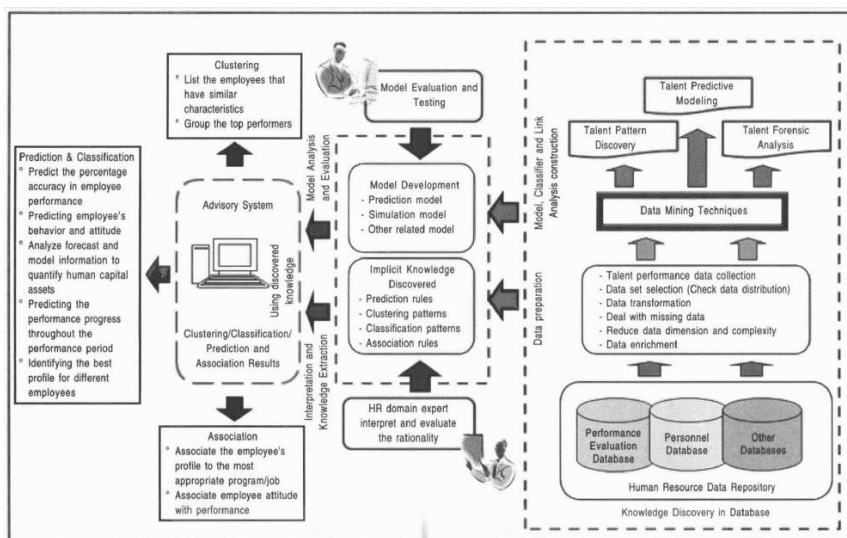 Clustering
° List the employees that
have similar
characteristics
° Group the top performers
Prediction & Classification
° Predict the percentage
accuracy in employee
performance
° Predicting employee's
behavior and attitude
° Analyze forecast and
model information to
quantify human capital
assets
° Predicting the
performance progress
throughout the
performance period
° Identifying the best
profile for different
employees
Advisory System
Clustering/Classification/
Prediction and
Association Results
Using discovered
knowledge
Association
° Associate the employee's
profile to the most
appropriate program/job
° Associate employee attitude
with performance
Model Analysis
and Evaluation
Interpretation and
Knowledge Extraction
Model Evaluation and
Testing
Model Development
- Prediction model
- Simulation model
- Other related model
Implicit Knowledge
Discovered
- Prediction rules
- Clustering patterns
- Classification patterns
- Association rules
HR domain expert
interpret and evaluate
the rationality
Model, Classifier and Link
Analysis construction
Data preparation
Talent Predictive
Modeling
Talent Pattern
Discovery
Talent Forensic
Analysis
Data Mining Techniques
- Talent performance data collection
- Data set selection (Check data distribution)
- Data transformation
- Deal with missing data
- Reduce data dimension and complexity
- Data enrichment
Performance
Evaluation
Database
Personnel
Database
Other
Databases
Human Resource Data Repository
Knowledge Discovery in Database